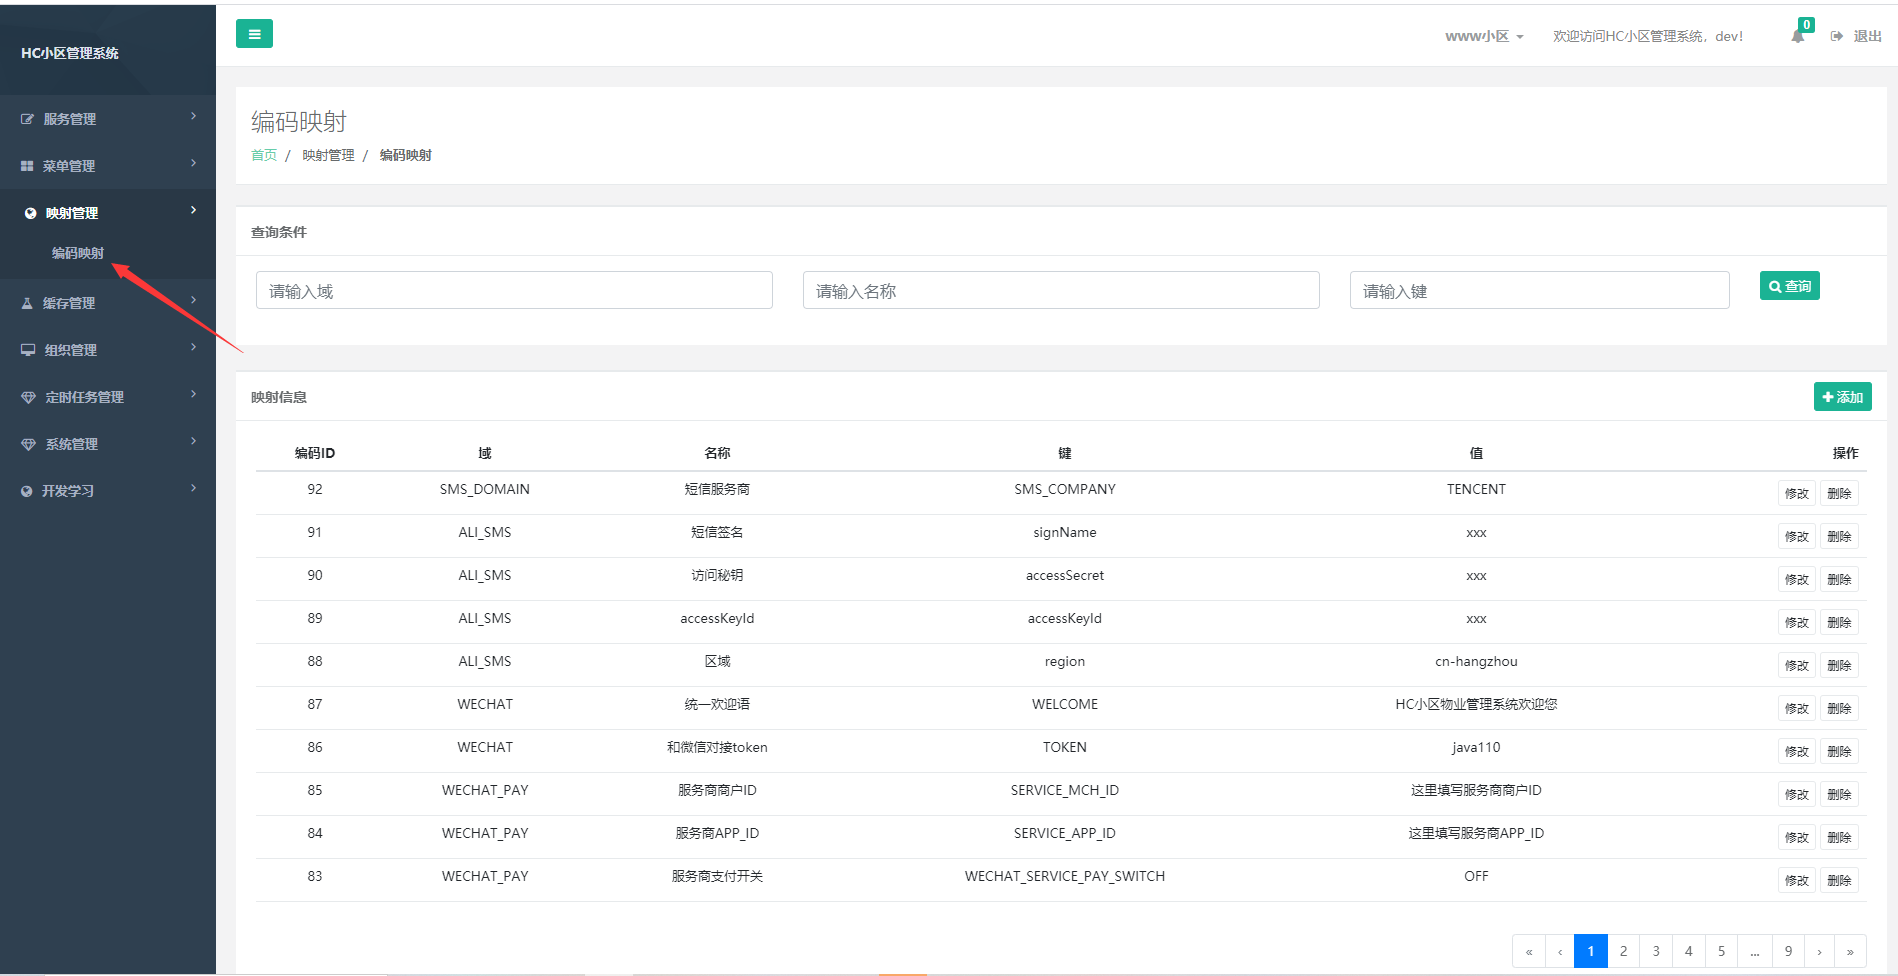 HC小区管理系统
服务管理
菜单管理
映射管理
编码映射
缓存管理
组织管理
定时任务管理
系统管理
开发学习
www小区 欢迎访问HC小区管理系统，dev! 0 退出
编码映射
首页 / 映射管理 / 编码映射
查询条件
请输入域 请输入名称 请输入键 查询
映射信息 添加
编码ID 域 名称 键 值 操作
92 SMS_DOMAIN 短信服务商 SMS_COMPANY TENCENT 修改 删除
91 ALI_SMS 短信签名 signName xxx 修改 删除
90 ALI_SMS 访问秘钥 accessSecret xxx 修改 删除
89 ALI_SMS accessKeyId accessKeyId xxx 修改 删除
88 ALI_SMS 区域 region cn-hangzhou 修改 删除
87 WECHAT 统一欢迎语 WELCOME HC小区物业管理系统欢迎您 修改 删除
86 WECHAT 和微信对接token TOKEN java110 修改 删除
85 WECHAT_PAY 服务商商户ID SERVICE_MCH_ID 这里填写服务商商户ID 修改 删除
84 WECHAT_PAY 服务商APP_ID SERVICE_APP_ID 这里填写服务商APP_ID 修改 删除
83 WECHAT_PAY 服务商支付开关 WECHAT_SERVICE_PAY_SWITCH OFF 修改 删除
« ‹ 1 2 3 4 5 ... 9 › »